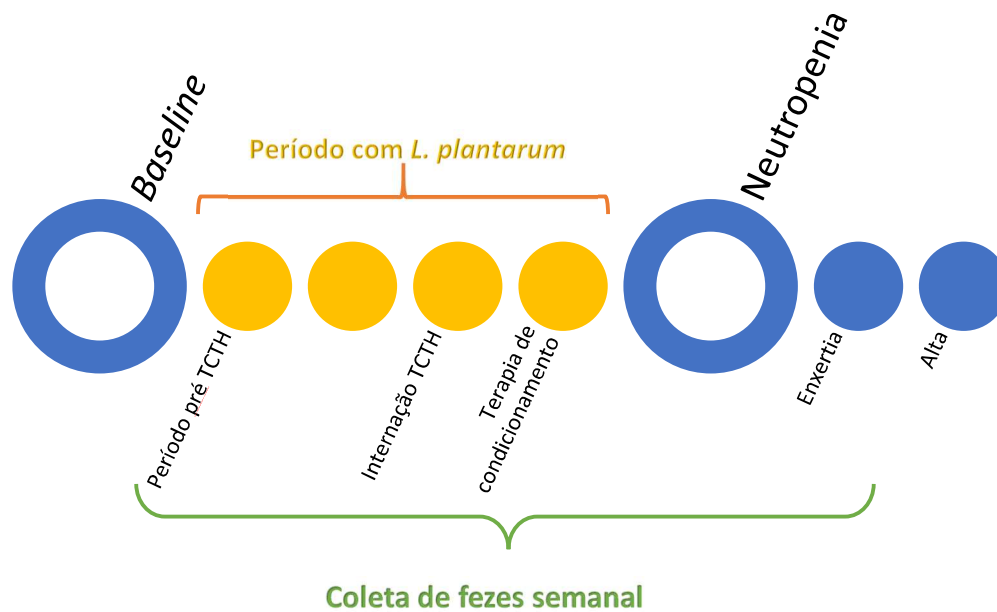 Baseline
Período com L. plantarum
Neutropenia
Período pré TCTH
Internação TCTH
Terapia de
condicionamento
Enxertia
Alta
Coleta de fezes semanal